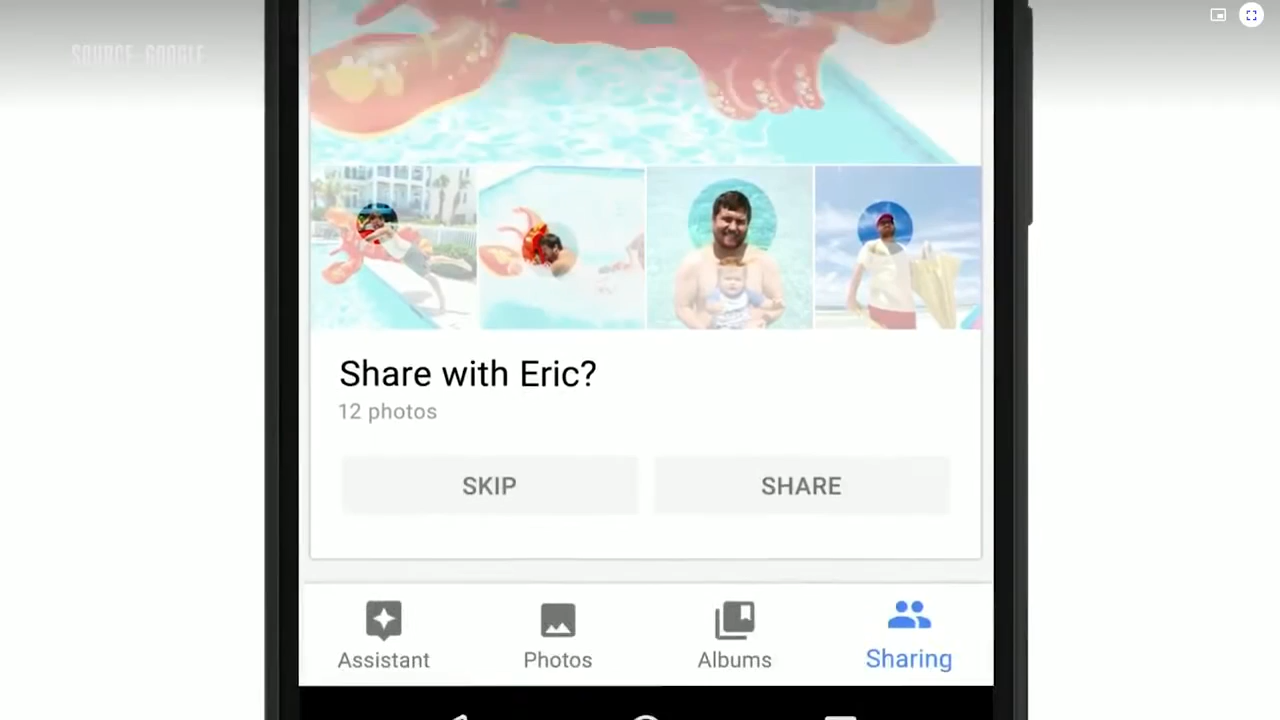 SOURCE GOOGLE
Share with Eric?
12 photos
SKIP
SHARE
Assistant
Photos
Albums
Sharing